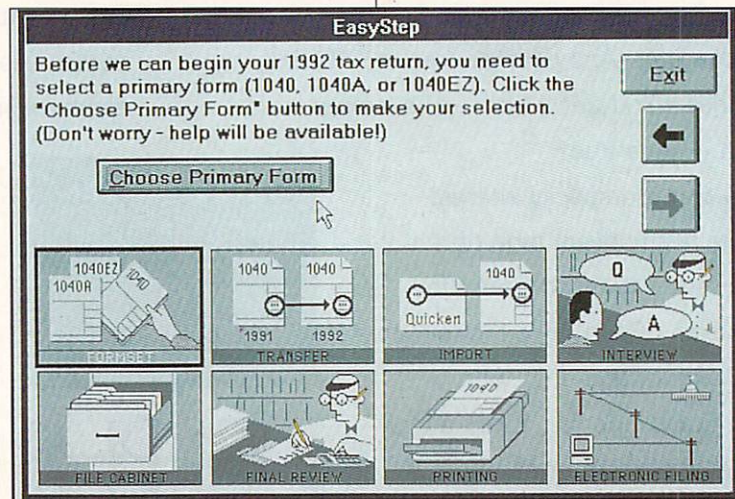 EasyStep
Before we can begin your 1992 tax return, you need to
select a primary form (1040, 1040A, or 1040EZ). Click the
"Choose Primary Form" button to make your selection.
(Don't worry - help will be available!)
Exit
Choose Primary Form
1040EZ
1040A
1040
FORMSET
1040
1040
1991
1992
TRANSFER
1040
Quicken
IMPORT
Q
A
INTERVIEW
FILE CABINET
FINAL REVIEW
1040
PRINTING
ELECTRONIC FILING